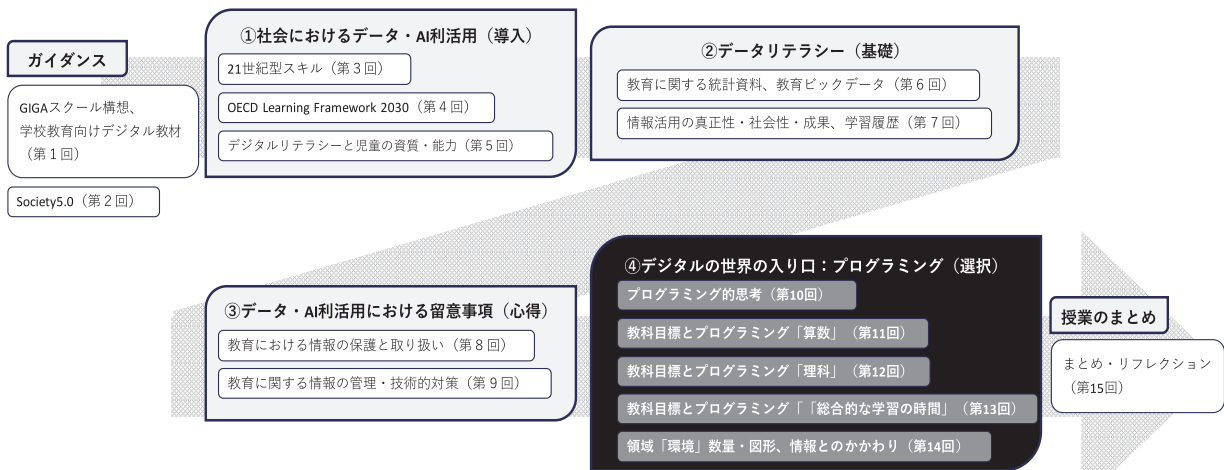 ガイダンス
GIGAスクール構想、
学校教育向けデジタル教材
（第１回）
Society5.0（第２回）
①社会におけるデータ・AI利活用（導入）
21世紀型スキル（第３回）
OECD Learning Framework 2030（第４回）
デジタルリテラシーと児童の資質・能力（第５回）
②データリテラシー（基礎）
教育に関する統計資料、教育ビックデータ（第６回）
情報活用の真正性・社会性・成果、学習履歴（第７回）
③データ・AI利活用における留意事項（心得）
教育における情報の保護と取り扱い（第８回）
教育に関する情報の管理・技術的対策（第９回）
④デジタルの世界の入り口：プログラミング（選択）
プログラミング的思考（第10回）
教科目標とプログラミング「算数」（第11回）
教科目標とプログラミング「理科」（第12回）
教科目標とプログラミング「「総合的な学習の時間」（第13回）
領域「環境」数量・図形、情報とのかかわり（第14回）
授業のまとめ
まとめ・リフレクション
（第15回）